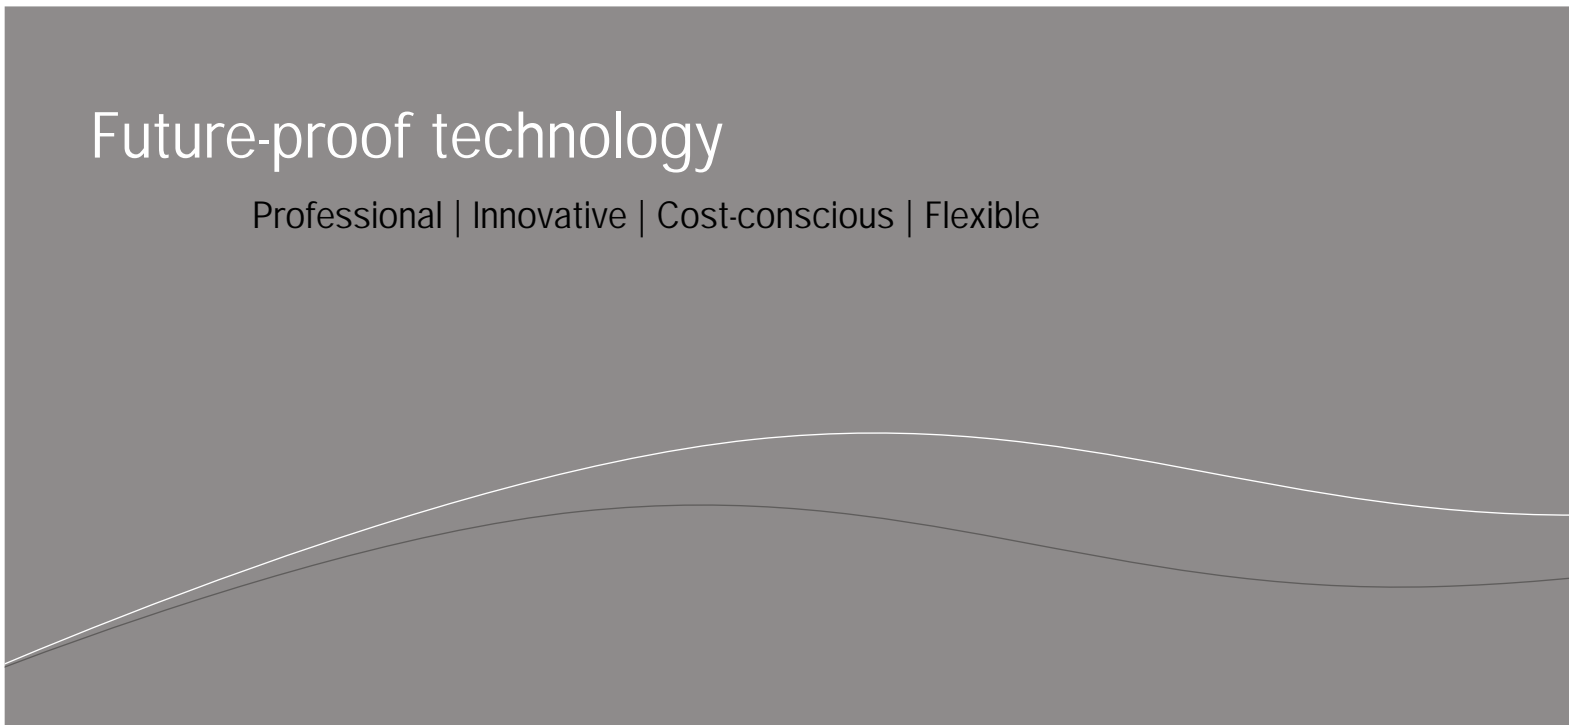 Future-proof technology
Professional | Innovative | Cost-conscious | Flexible